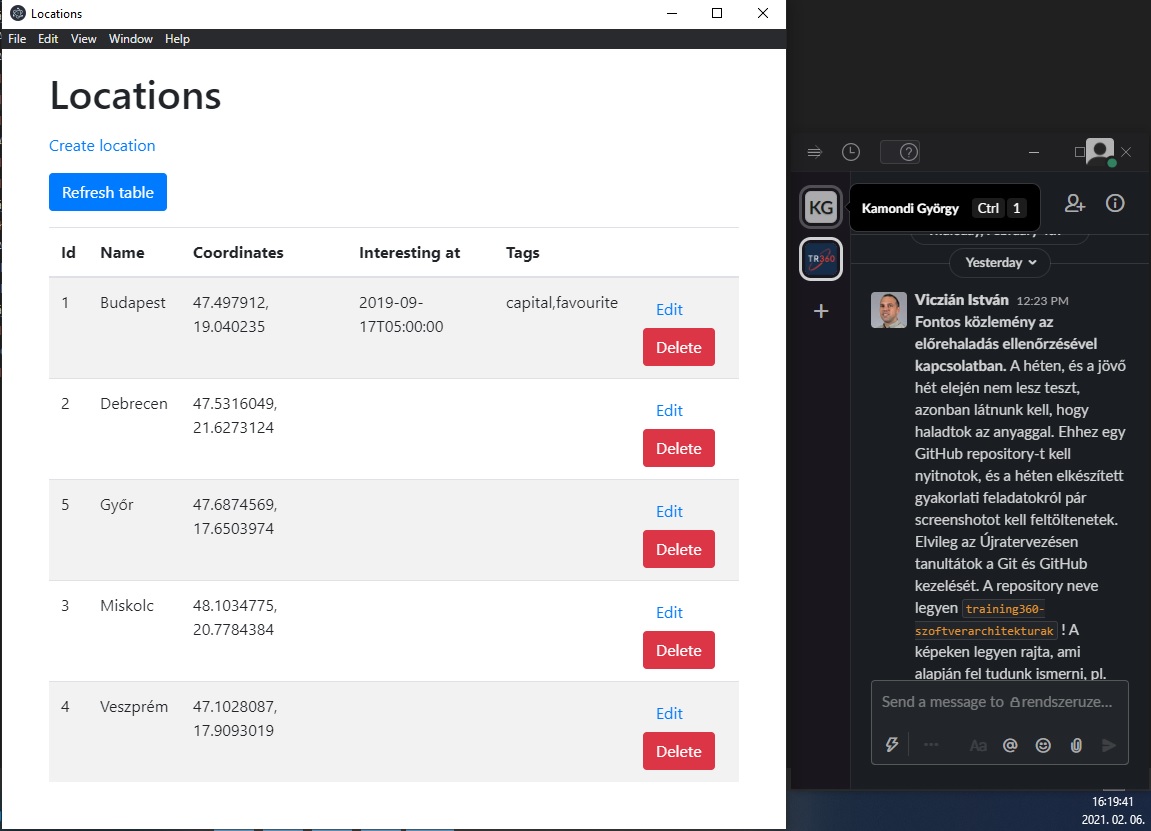 Locations
File Edit View Window Help
Locations
Create location
Refresh table
Id Name Coordinates Interesting at Tags
1 Budapest 47.497912, 2019-09- capital,favourite Edit
19.040235 17T05:00:00
Delete
2 Debrecen 47.5316049, Edit
21.6273124
Delete
5 Győr 47.6874569, Edit
17.6503974
Delete
3 Miskolc 48.1034775, Edit
20.7784384
Delete
4 Veszprém 47.1028087, Edit
17.9093019
Delete
KG
Kamondi György Ctrl 1
TR360
Yesterday
Viczián István 12:23 PM
Fontos közlemény az
előrehaladás ellenőrzésével
kapcsolatban. A héten, és a jövő
hét elején nem lesz teszt,
azonban látnunk kell, hogy
haladtok az anyaggal. Ehhez egy
GitHub repository-t kell
nyitnotok, és a héten elkészített
gyakorlati feladatokról pár
screenshotot kell feltöltenetek.
Elvileg az Újratervezésen
tanultátok a Git és GitHub
kezelését. A repository neve
legyen training360-
szoftverarchitekturak ! A
képeken legyen rajta, ami
alapján fel tudunk ismerni, pl.
Send a message to rendszeruze...
Aa @
16:19:41
2021. 02. 06.